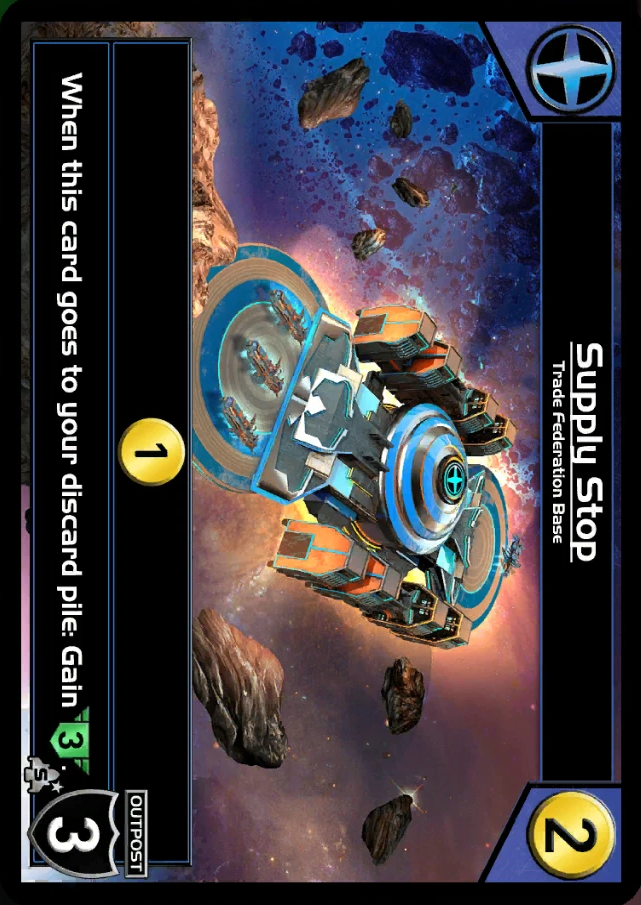 Supply Stop
Trade Federation Base
2
1
When this card goes to your discard pile: Gain 3 .
OUTPOST
3
S